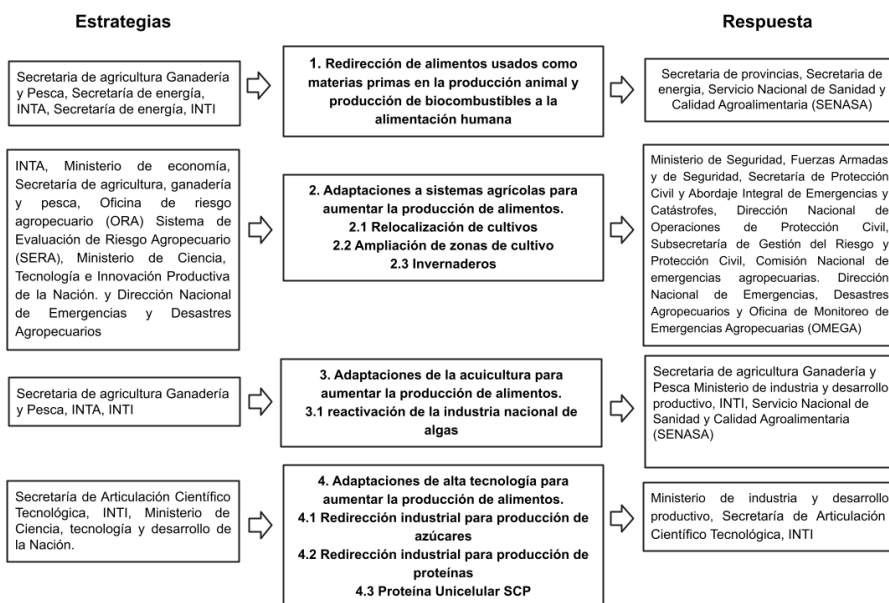 Estrategias
Respuesta
Secretaria de agricultura Ganadería
y Pesca, Secretaría de energía,
INTA, Secretaría de energía, INTI
1. Redirección de alimentos usados como
materias primas en la producción animal y
producción de biocombustibles a la
alimentación humana
Secretaria de provincias, Secretaria de
energia, Servicio Nacional de Sanidad y
Calidad Agroalimentaria (SENASA)
INTA, Ministerio de economía,
Secretaría de agricultura, ganadería
y pesca, Oficina de riesgo
agropecuario (ORA) Sistema de
Evaluación de Riesgo Agropecuario
(SERA), Ministerio de Ciencia,
Tecnología e Innovación Productiva
de la Nación. y Dirección Nacional
de Emergencias y Desastres
Agropecuarios
2. Adaptaciones a sistemas agrícolas para
aumentar la producción de alimentos.
2.1 Relocalización de cultivos
2.2 Ampliación de zonas de cultivo
2.3 Invernaderos
Ministerio de Seguridad, Fuerzas Armadas
y de Seguridad, Secretaría de Protección
Civil y Abordaje Integral de Emergencias y
Catástrofes, Dirección Nacional de
Operaciones de Protección Civil,
Subsecretaría de Gestión del Riesgo y
Protección Civil, Comisión Nacional de
emergencias agropecuarias. Dirección
Nacional de Emergencias, Desastres
Agropecuarios y Oficina de Monitoreo de
Emergencias Agropecuarias (OMEGA)
Secretaria de agricultura Ganadería
y Pesca, INTA, INTI
3. Adaptaciones de la acuicultura para
aumentar la producción de alimentos.
3.1 reactivación de la industria nacional de
algas
Secretaria de agricultura Ganadería y
Pesca Ministerio de industria y desarrollo
productivo, INTI, Servicio Nacional de
Sanidad y Calidad Agroalimentaria
(SENASA)
Secretaría de Articulación Científico
Tecnológica, INTI, Ministerio de
Ciencia, tecnología y desarrollo de
la Nación.
4. Adaptaciones de alta tecnología para
aumentar la producción de alimentos.
4.1 Redirección industrial para producción de
azúcares
4.2 Redirección industrial para producción de
proteínas
4.3 Proteína Unicelular SCP
Ministerio de industria y desarrollo
productivo, Secretaría de Articulación
Científico Tecnológica, INTI